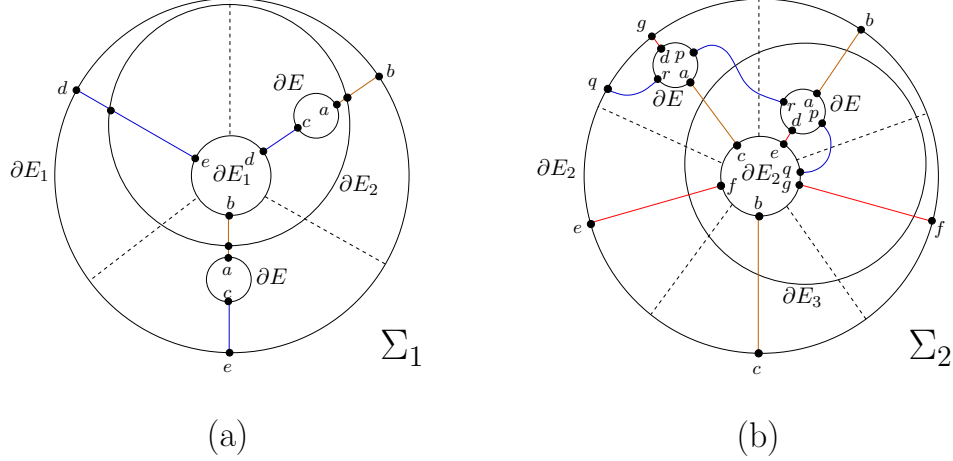 g
b
q
d p
r a
∂E
d
b
∂E
a
c
r a
d p
∂E
∂E₁
e
d
∂E₁
∂E₂
∂E₂
c
e
∂E₂
q
g
f
b
b
e
f
a
∂E
c
∂E₃
e
Σ₁
c
Σ₂
(a)
(b)